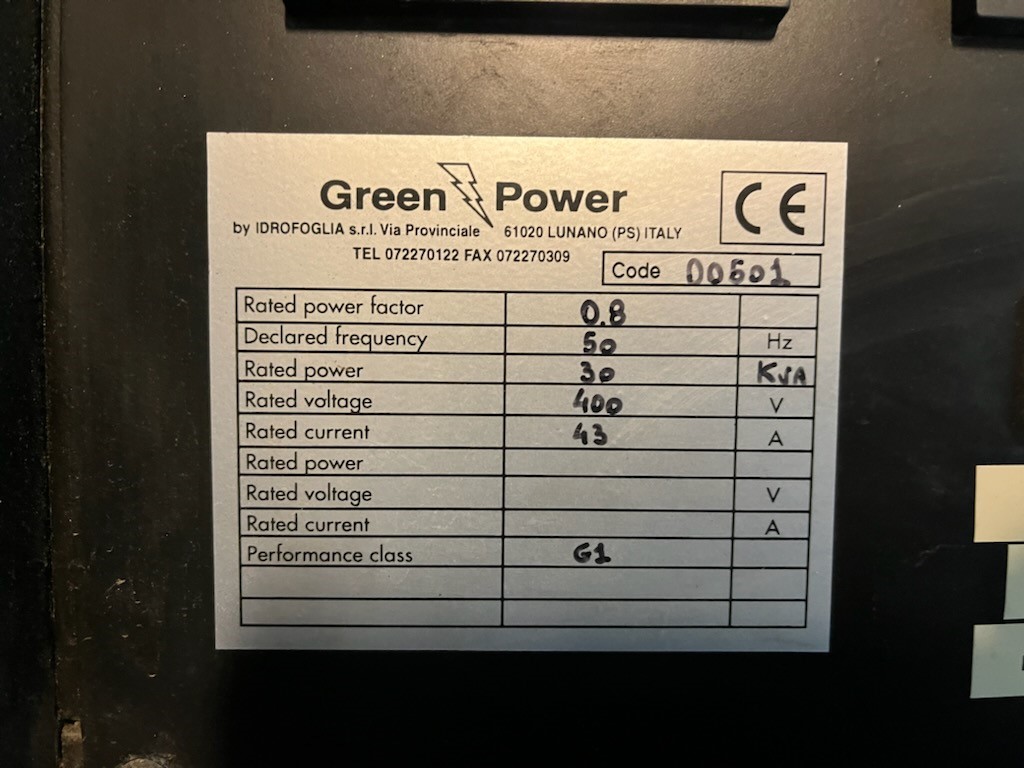 Green Power
CE
by IDROFOGLIA s.r.l. Via Provinciale 61020 LUNANO (PS) ITALY
TEL 072270122 FAX 072270309
Code 00501
Rated power factor 0.8
Declared frequency 50 Hz
Rated power 30 KVA
Rated voltage 400 V
Rated current 43 A
Rated power
Rated voltage V
Rated current A
Performance class G1